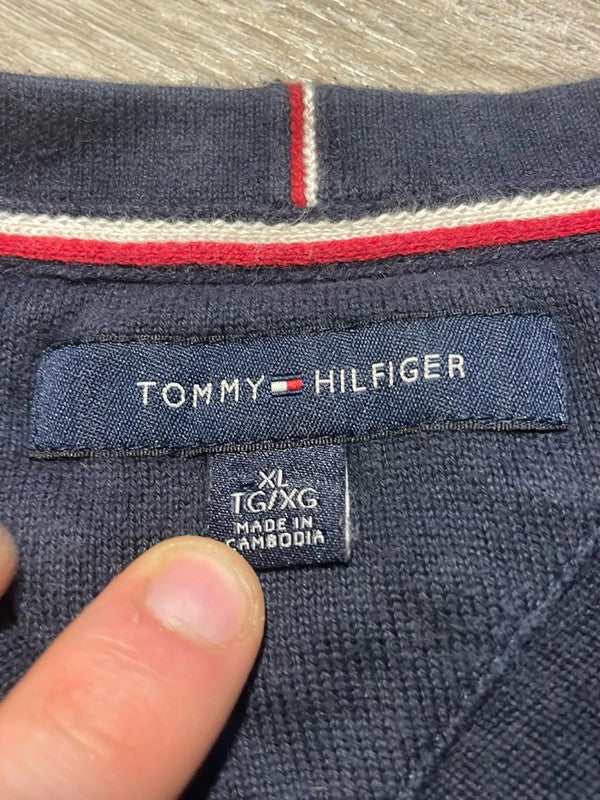 TOMMY HILFIGER
XL
TG/XG
MADE IN
CAMBODIA